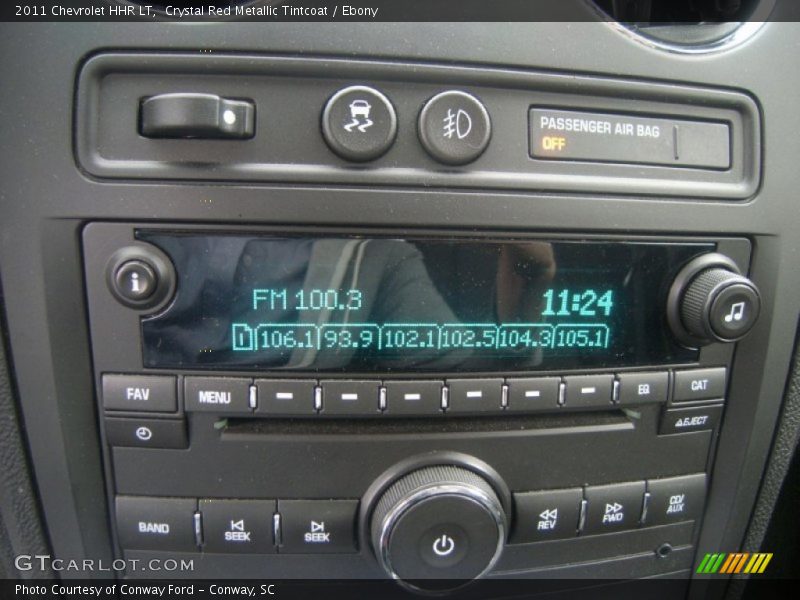 2011 Chevrolet HHR LT,  Crystal Red Metallic Tintcoat / Ebony
PASSENGER AIR BAG
OFF
i
FM 100.3
11:24
1 106.1 93.9 102.1 102.5 104.3 105.1
FAV
MENU
EQ
CAT
EJECT
BAND
SEEK
SEEK
REV
FWD
CD/
AUX
GTCARLOT.COM
Photo Courtesy of Conway Ford – Conway, SC